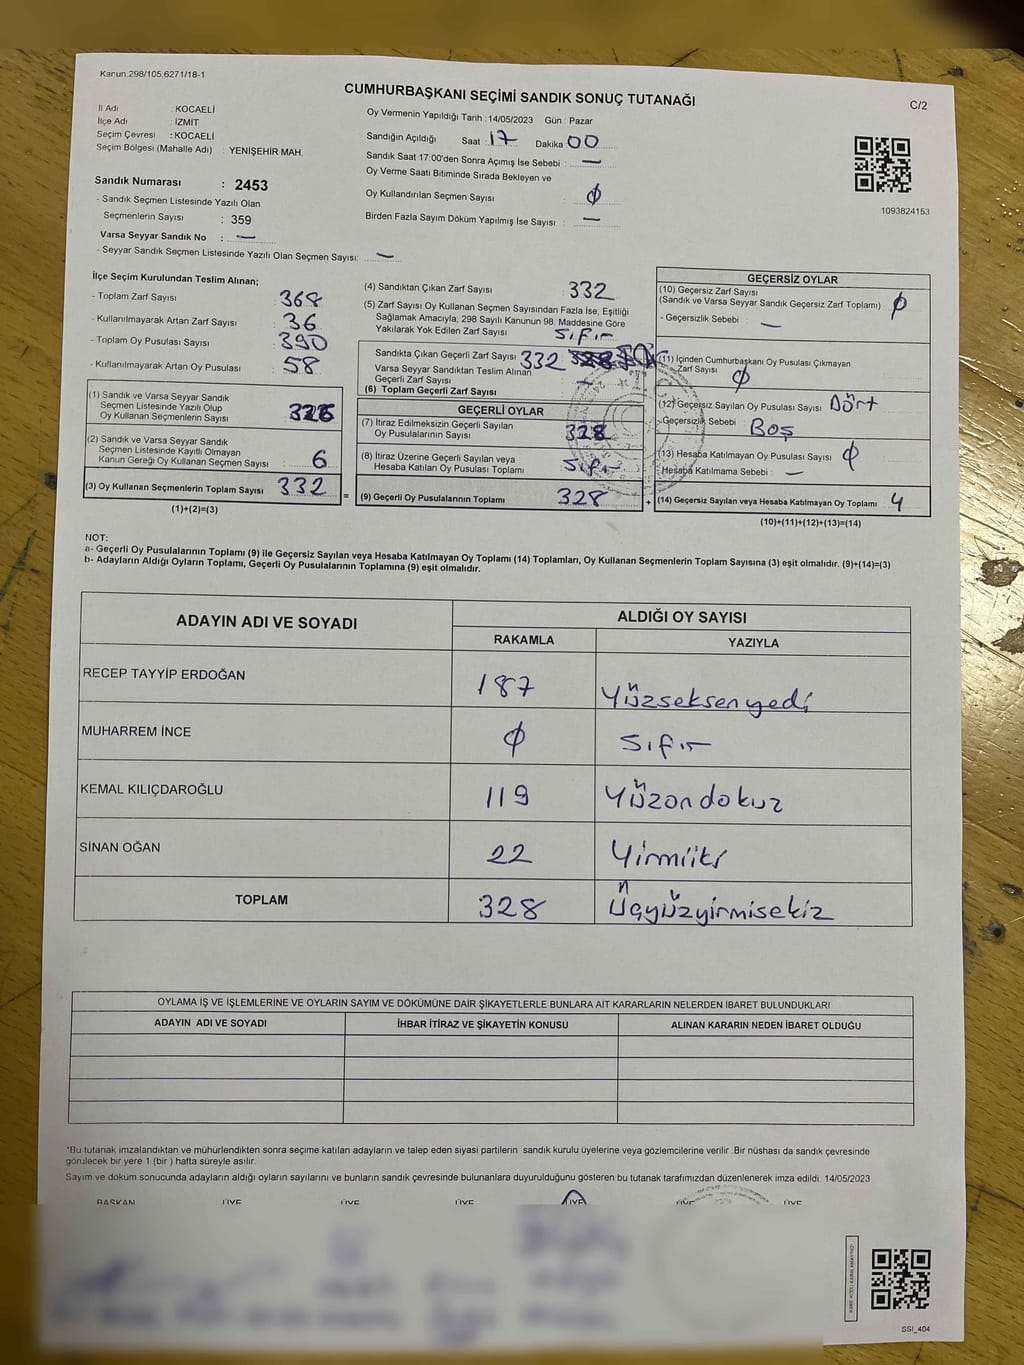 Kanun:298/105,6271/18-1
CUMHURBAŞKANI SEÇİMİ SANDIK SONUÇ TUTANAĞI
C/2
İl Adı : KOCAELİ
İlçe Adı : İZMİT
Seçim Çevresi : KOCAELİ
Seçim Bölgesi (Mahalle Adı) : YENİŞEHİR MAH.
Sandık Numarası : 2453
- Sandık Seçmen Listesinde Yazılı Olan
Seçmenlerin Sayısı : 359
Varsa Seyyar Sandık No : —
- Seyyar Sandık Seçmen Listesinde Yazılı Olan Seçmen Sayısı: —
Oy Vermenin Yapıldığı Tarih : 14/05/2023 Gün : Pazar
Sandığın Açıldığı Saat : 17 Dakika 00
Sandık Saat 17:00'den Sonra Açımış İse Sebebi : —
Oy Verme Saati Bitiminde Sırada Bekleyen ve
Oy Kullandırılan Seçmen Sayısı : ϕ
Birden Fazla Sayım Döküm Yapılmış İse Sayısı : —
1093824153
İlçe Seçim Kurulundan Teslim Alınan;
- Toplam Zarf Sayısı 368
- Kullanılmayarak Artan Zarf Sayısı 36
- Toplam Oy Pusulası Sayısı 390
- Kullanılmayarak Artan Oy Pusulası 58
(1) Sandık ve Varsa Seyyar Sandık
Seçmen Listesinde Yazılı Olup
Oy Kullanan Seçmenlerin Sayısı 326
(2) Sandık ve Varsa Seyyar Sandık
Seçmen Listesinde Kayıtlı Olmayan
Kanun Gereği Oy Kullanan Seçmen Sayısı 6
(3) Oy Kullanan Seçmenlerin Toplam Sayısı 332 =
(1)+(2)=(3)
(4) Sandıktan Çıkan Zarf Sayısı 332
(5) Zarf Sayısı Oy Kullanan Seçmen Sayısından Fazla İse, Eşitliği
Sağlamak Amacıyla, 298 Sayılı Kanunun 98. Maddesine Göre
Yakılarak Yok Edilen Zarf Sayısı sıfır
Sandıkta Çıkan Geçerli Zarf Sayısı 332
Varsa Seyyar Sandıktan Teslim Alınan
Geçerli Zarf Sayısı —
(6) Toplam Geçerli Zarf Sayısı
GEÇERLİ OYLAR
(7) İtiraz Edilmeksizin Geçerli Sayılan
Oy Pusulalarının Sayısı 328
(8) İtiraz Üzerine Geçerli Sayılan veya
Hesaba Katılan Oy Pusulası Toplamı sıfır
(9) Geçerli Oy Pusulalarının Toplamı 328 +
GEÇERSİZ OYLAR
(10) Geçersiz Zarf Sayısı
(Sandık ve Varsa Seyyar Sandık Geçersiz Zarf Toplamı) ϕ
- Geçersizlik Sebebi : —
(11) İçinden Cumhurbaşkanı Oy Pusulası Çıkmayan
Zarf Sayısı ϕ
(12) Geçersiz Sayılan Oy Pusulası Sayısı Dört
- Geçersizlik Sebebi : Boş
(13) Hesaba Katılmayan Oy Pusulası Sayısı ϕ
- Hesaba Katılmama Sebebi : —
(14) Geçersiz Sayılan veya Hesaba Katılmayan Oy Toplamı 4
(10)+(11)+(12)+(13)=(14)
NOT:
a- Geçerli Oy Pusulalarının Toplamı (9) ile Geçersiz Sayılan veya Hesaba Katılmayan Oy Toplamı (14) Toplamları, Oy Kullanan Seçmenlerin Toplam Sayısına (3) eşit olmalıdır. (9)+(14)=(3)
b- Adayların Aldığı Oyların Toplamı, Geçerli Oy Pusulalarının Toplamına (9) eşit olmalıdır.
ADAYIN ADI VE SOYADI
ALDIĞI OY SAYISI
RAKAMLA YAZIYLA
RECEP TAYYİP ERDOĞAN 187 Yüzseksenyedi
MUHARREM İNCE ϕ sıfır
KEMAL KILIÇDAROĞLU 119 Yüzondokuz
SİNAN OĞAN 22 Yirmiiki
TOPLAM 328 Üçyüzyirmisekiz
OYLAMA İŞ VE İŞLEMLERİNE VE OYLARIN SAYIM VE DÖKÜMÜNE DAİR ŞİKAYETLERLE BUNLARA AİT KARARLARIN NELERDEN İBARET BULUNDUKLARI
ADAYIN ADI VE SOYADI İHBAR İTİRAZ VE ŞİKAYETİN KONUSU ALINAN KARARIN NEDEN İBARET OLDUĞU
*Bu tutanak imzalandıktan ve mühürlendikten sonra seçime katılan adayların ve talep eden siyasi partilerin sandık kurulu üyelerine veya gözlemcilerine verilir .Bir nüshası da sandık çevresinde
görülecek bir yere 1 (bir ) hafta süreyle asılır.
Sayım ve döküm sonucunda adayların aldığı oyların sayılarını ve bunların sandık çevresinde bulunanlara duyurulduğunu gösteren bu tutanak tarafımızdan düzenlenerek imza edildi. 14/05/2023
BAŞKAN ÜYE ÜYE ÜYE ÜYE ÜYE ÜYE
SSI_404